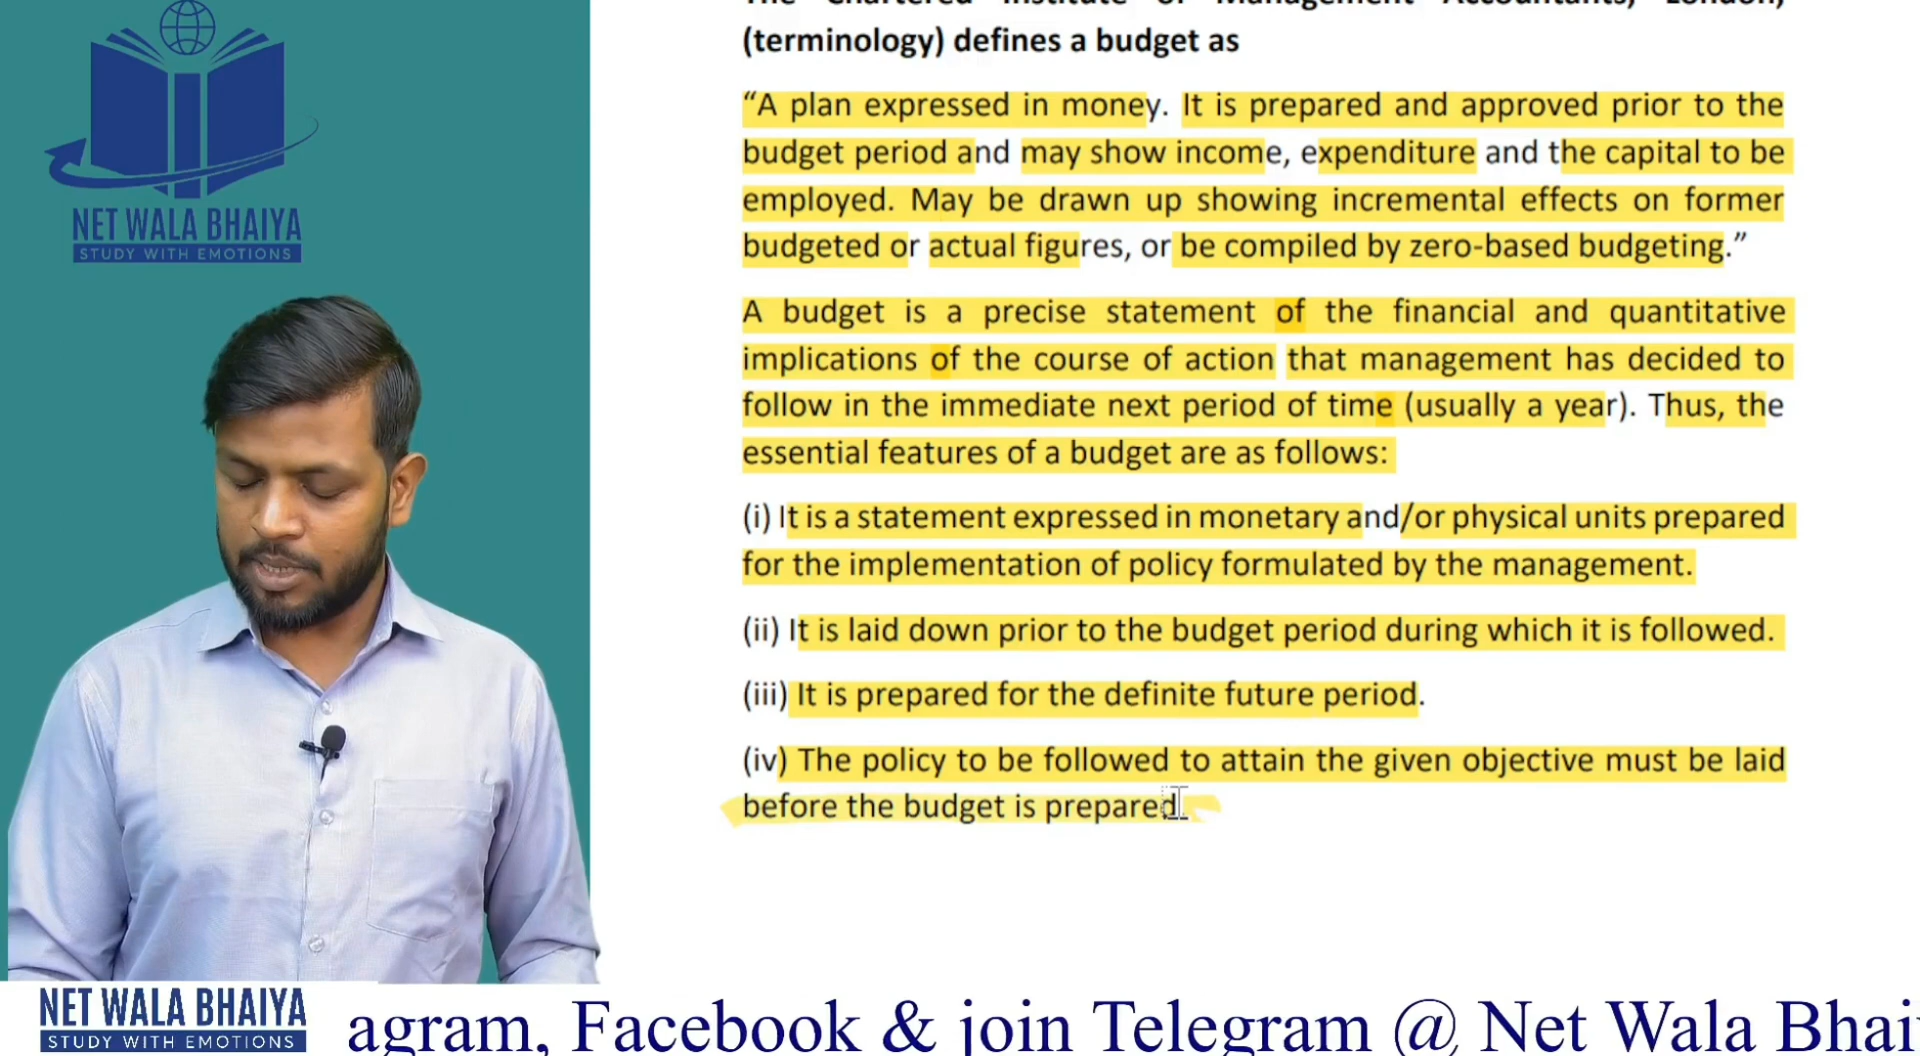 The Chartered Institute of Management Accountants, London,
(terminology) defines a budget as
“A plan expressed in money. It is prepared and approved prior to the
budget period and may show income, expenditure and the capital to be
employed. May be drawn up showing incremental effects on former
budgeted or actual figures, or be compiled by zero-based budgeting.”
A budget is a precise statement of the financial and quantitative
implications of the course of action that management has decided to
follow in the immediate next period of time (usually a year). Thus, the
essential features of a budget are as follows:
(i) It is a statement expressed in monetary and/or physical units prepared
for the implementation of policy formulated by the management.
(ii) It is laid down prior to the budget period during which it is followed.
(iii) It is prepared for the definite future period.
(iv) The policy to be followed to attain the given objective must be laid
before the budget is prepared.
NET WALA BHAIYA
STUDY WITH EMOTIONS
NET WALA BHAIYA
STUDY WITH EMOTIONS
agram, Facebook & join Telegram @ Net Wala Bhai